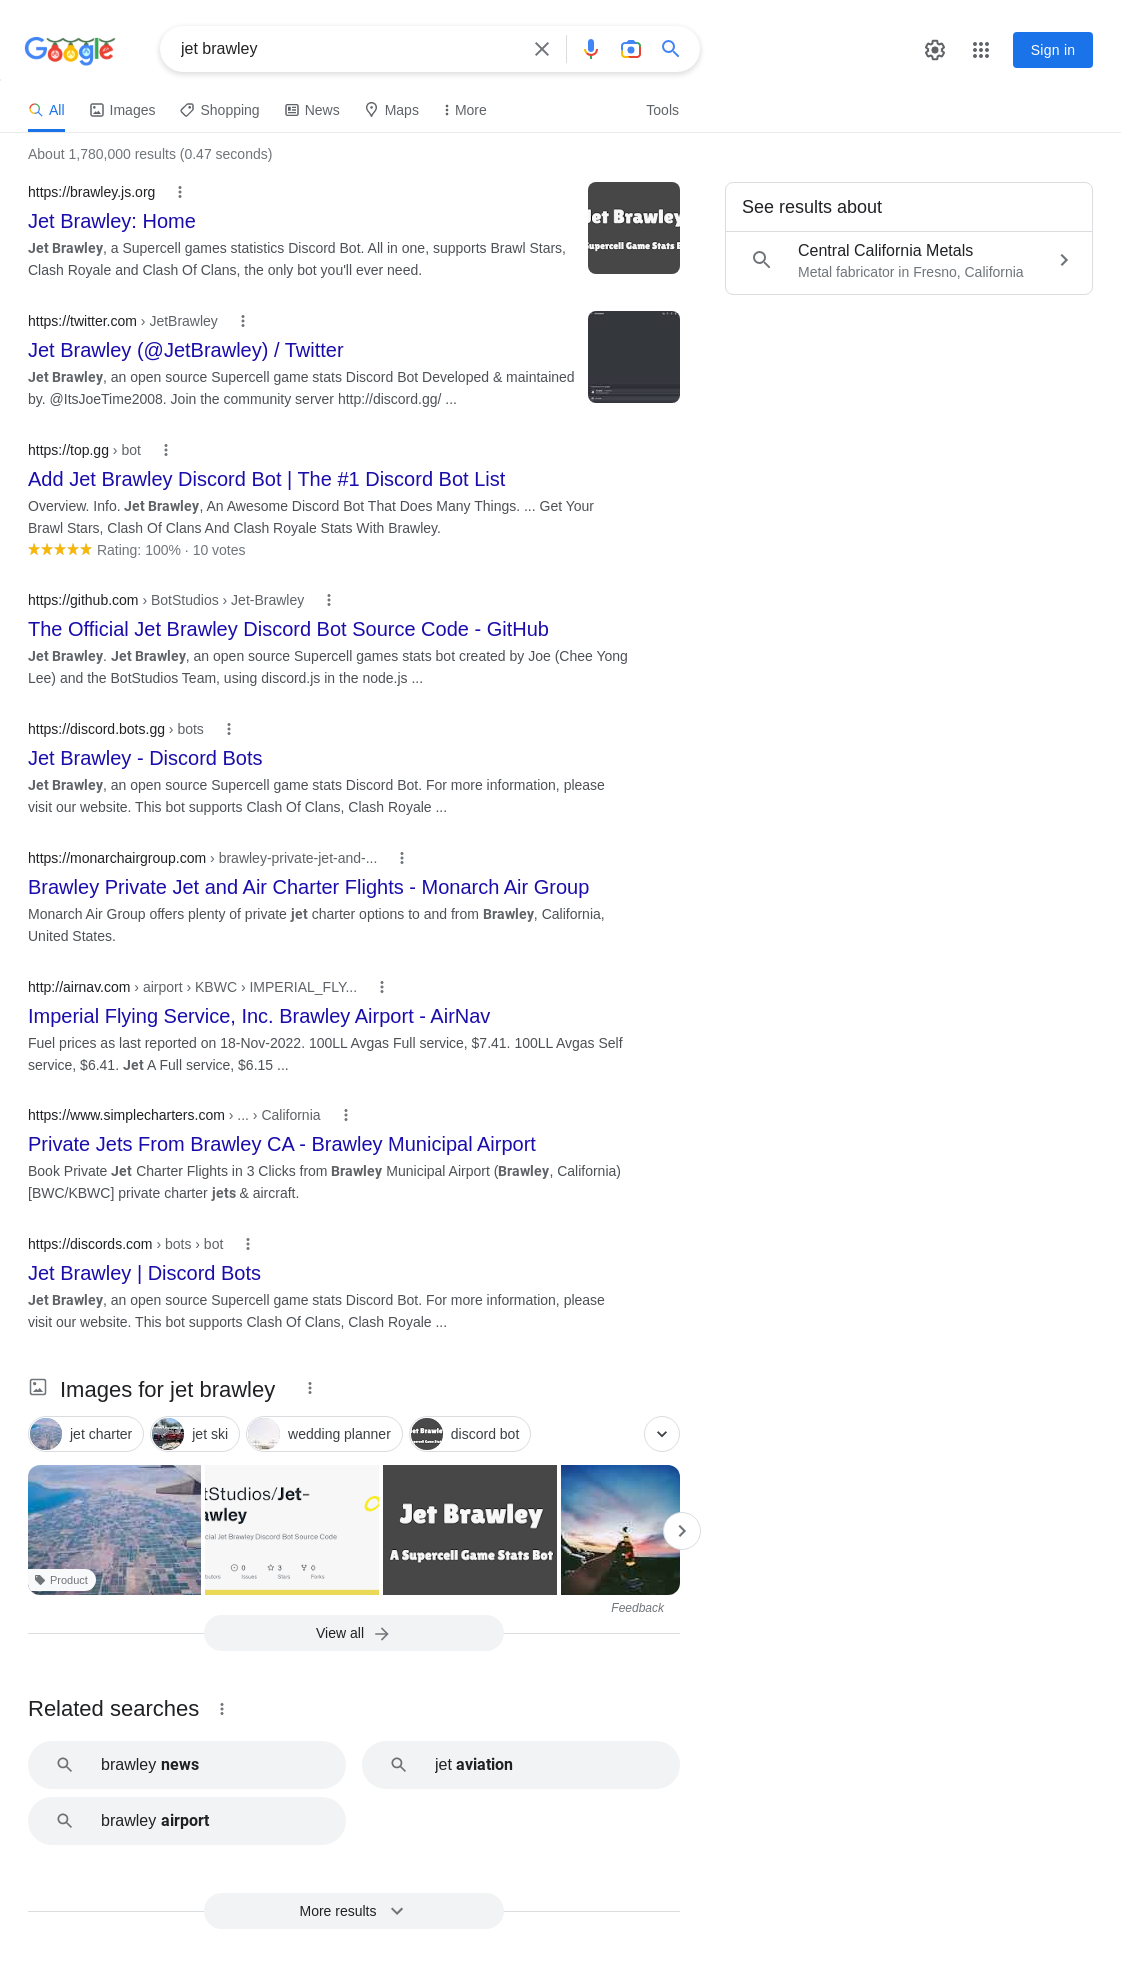 Google
jet brawley
Sign in
All
Images
Shopping
News
Maps
More
Tools
About 1,780,000 results (0.47 seconds)
https://brawley.js.org
Jet Brawley: Home
Jet Brawley, a Supercell games statistics Discord Bot. All in one, supports Brawl Stars,
Clash Royale and Clash Of Clans, the only bot you'll ever need.
Jet Brawley
Supercell Game Stats B
See results about
Central California Metals
Metal fabricator in Fresno, California
https://twitter.com › JetBrawley
Jet Brawley (@JetBrawley) / Twitter
Jet Brawley, an open source Supercell game stats Discord Bot Developed & maintained
by. @ItsJoeTime2008. Join the community server http://discord.gg/ ...
https://top.gg › bot
Add Jet Brawley Discord Bot | The #1 Discord Bot List
Overview. Info. Jet Brawley, An Awesome Discord Bot That Does Many Things. ... Get Your
Brawl Stars, Clash Of Clans And Clash Royale Stats With Brawley.
Rating: 100% · 10 votes
https://github.com › BotStudios › Jet-Brawley
The Official Jet Brawley Discord Bot Source Code - GitHub
Jet Brawley. Jet Brawley, an open source Supercell games stats bot created by Joe (Chee Yong
Lee) and the BotStudios Team, using discord.js in the node.js ...
https://discord.bots.gg › bots
Jet Brawley - Discord Bots
Jet Brawley, an open source Supercell game stats Discord Bot. For more information, please
visit our website. This bot supports Clash Of Clans, Clash Royale ...
https://monarchairgroup.com › brawley-private-jet-and-...
Brawley Private Jet and Air Charter Flights - Monarch Air Group
Monarch Air Group offers plenty of private jet charter options to and from Brawley, California,
United States.
http://airnav.com › airport › KBWC › IMPERIAL_FLY...
Imperial Flying Service, Inc. Brawley Airport - AirNav
Fuel prices as last reported on 18-Nov-2022. 100LL Avgas Full service, $7.41. 100LL Avgas Self
service, $6.41. Jet A Full service, $6.15 ...
https://www.simplecharters.com › ... › California
Private Jets From Brawley CA - Brawley Municipal Airport
Book Private Jet Charter Flights in 3 Clicks from Brawley Municipal Airport (Brawley, California)
[BWC/KBWC] private charter jets & aircraft.
https://discords.com › bots › bot
Jet Brawley | Discord Bots
Jet Brawley, an open source Supercell game stats Discord Bot. For more information, please
visit our website. This bot supports Clash Of Clans, Clash Royale ...
Images for jet brawley
jet charter
jet ski
wedding planner
discord bot
Product
tStudios/Jet-
awley
cial Jet Brawley Discord Bot Source Code
0 3 0
butors Issues Stars Forks
Jet Brawley
A Supercell Game Stats Bot
Feedback
View all
Related searches
brawley news
jet aviation
brawley airport
More results